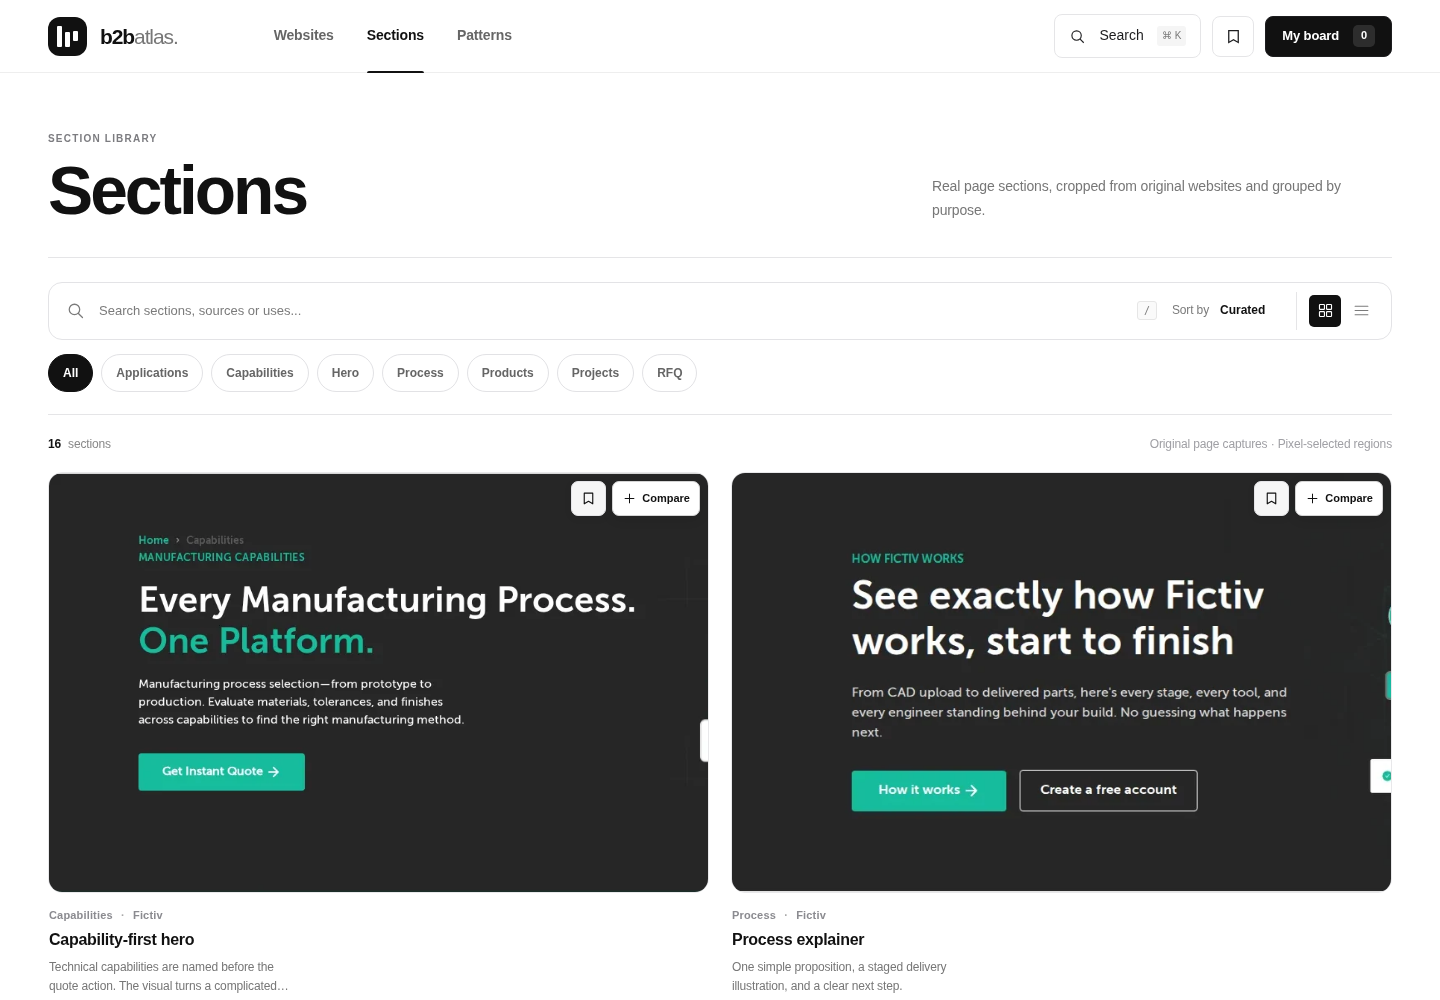 b2batlas.
Websites
Sections
Patterns
Search ⌘ K
My board 0
SECTION LIBRARY
Sections
Real page sections, cropped from original websites and grouped by
purpose.
Search sections, sources or uses...
/
Sort by Curated
All
Applications
Capabilities
Hero
Process
Products
Projects
RFQ
16 sections
Original page captures · Pixel-selected regions
Compare
Home › Capabilities
MANUFACTURING CAPABILITIES
Every Manufacturing Process.
One Platform.
Manufacturing process selection—from prototype to
production. Evaluate materials, tolerances, and finishes
across capabilities to find the right manufacturing method.
Get Instant Quote →
Capabilities · Fictiv
Capability-first hero
Technical capabilities are named before the
quote action. The visual turns a complicated…
Compare
HOW FICTIV WORKS
See exactly how Fictiv
works, start to finish
From CAD upload to delivered parts, here's every stage, every tool, and
every engineer standing behind your build. No guessing what happens
next.
How it works →
Create a free account
Process · Fictiv
Process explainer
One simple proposition, a staged delivery
illustration, and a clear next step.